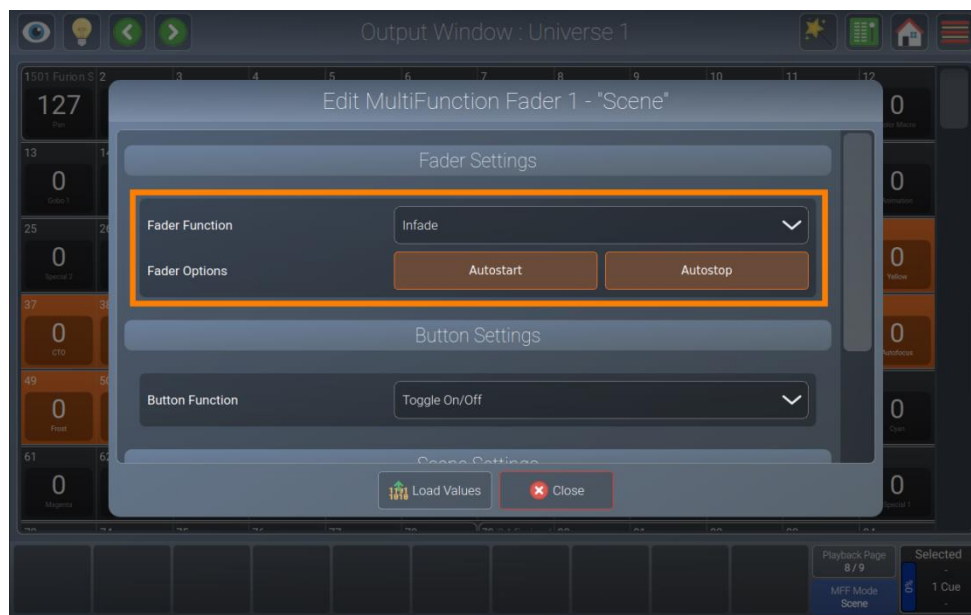 Output Window : Universe 1
1501 Furion S 2 3 4 5 6 7 8 9 10 11 12
127
Pan
0
Edit MultiFunction Fader 1 - "Scene"
13
0
Gobo 1
0
Animation
Fader Settings
25
0
Special 2
0
Yellow
Fader Function
Infade
Fader Options
Autostart
Autostop
37
0
CTO
0
Autofocus
Button Settings
49
0
Frost
0
Cyan
Button Function
Toggle On/Off
61
0
Magenta
0
Special 1
Scene Settings
Load Values
Close
Playback Page
8 / 9
MFF Mode
Scene
Selected
-
1 Cue
-